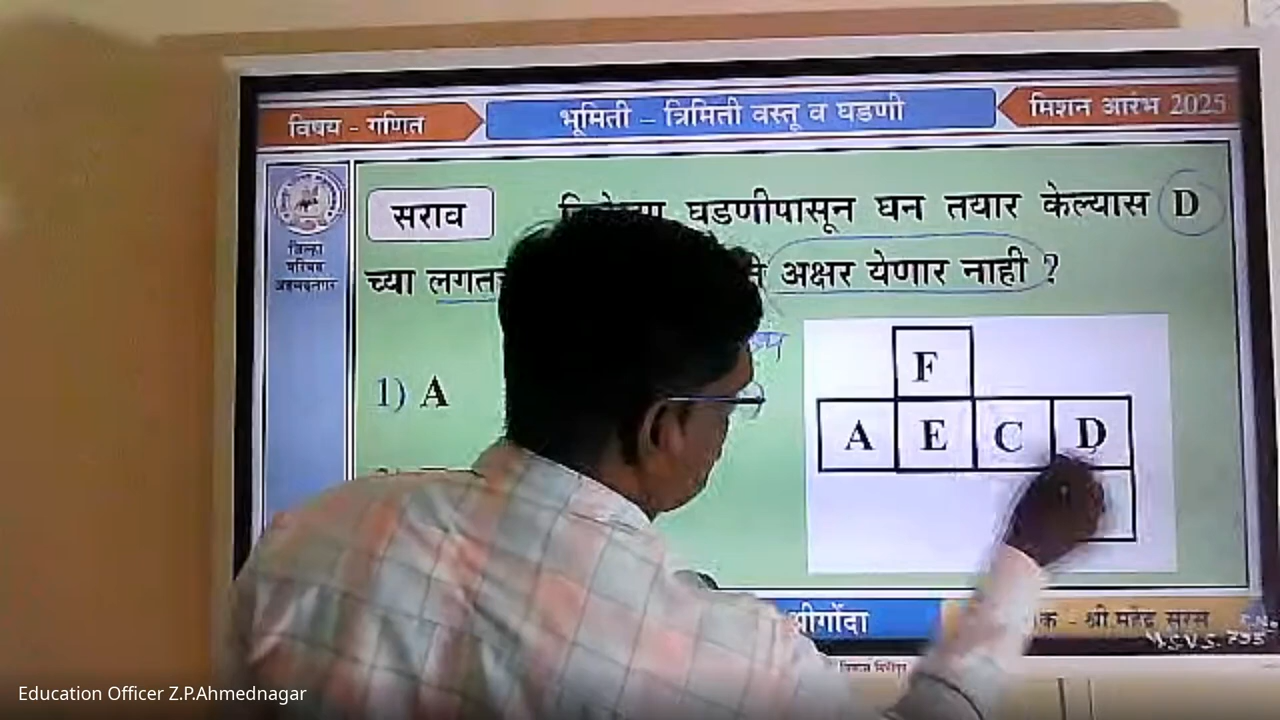 विषय - गणित
भूमिती – त्रिमिती वस्तू व घडणी
मिशन आरंभ 2025
जिल्हा
परिषद
अहमदनगर
सराव
घडणीपासून घन तयार केल्यास D
च्या अक्षर येणार नाही ?
1) A
F
A E C D
श्रीगोंदा
- श्री महेंद्र सरस
Education Officer Z.P.Ahmednagar